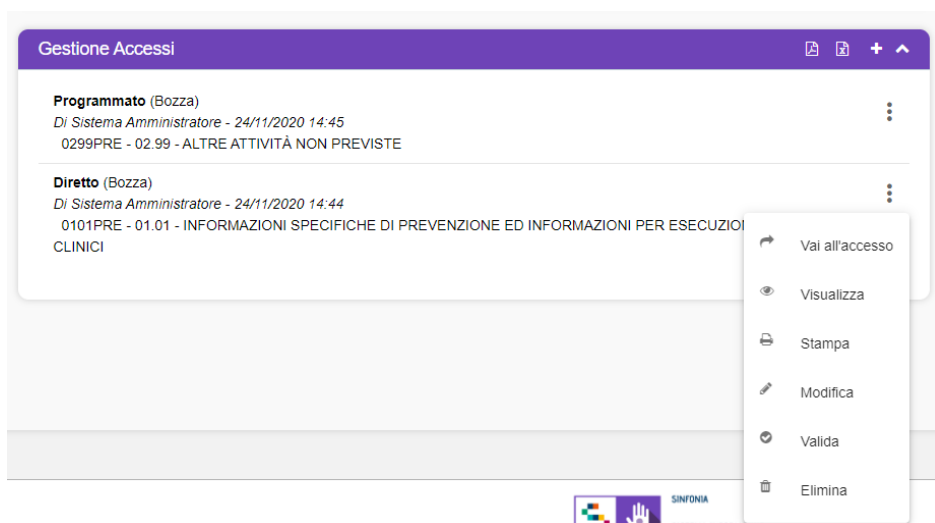 Gestione Accessi
Programmato (Bozza)
Di Sistema Amministratore - 24/11/2020 14:45
0299PRE - 02.99 - ALTRE ATTIVITÀ NON PREVISTE
Diretto (Bozza)
Di Sistema Amministratore - 24/11/2020 14:44
0101PRE - 01.01 - INFORMAZIONI SPECIFICHE DI PREVENZIONE ED INFORMAZIONI PER ESECUZIO
CLINICI
Vai all'accesso
Visualizza
Stampa
Modifica
Valida
Elimina
SINFONIA